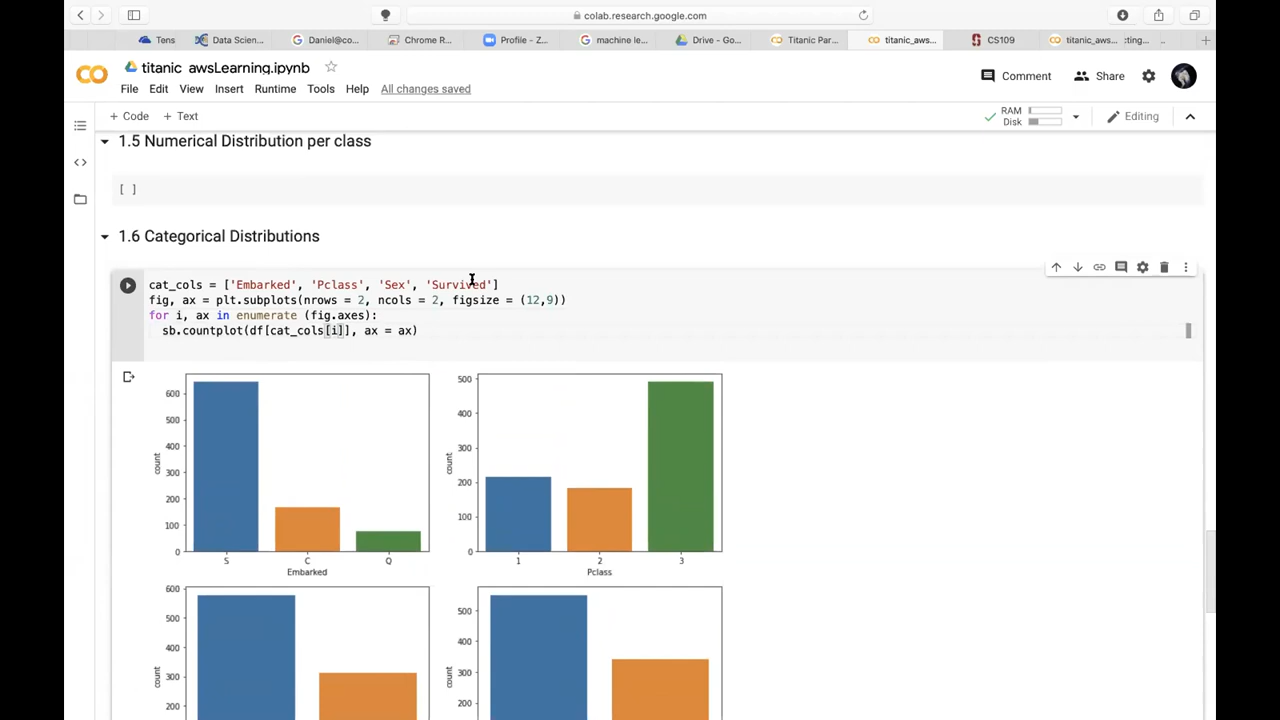 colab.research.google.com
Tens
Data Scien...
Daniel@co...
Chrome R...
Profile - Z...
machine le...
Drive - Go...
Titanic Par...
titanic_aws...
CS109
titanic_aws...
:ting...
titanic_awsLearning.ipynb
File Edit View Insert Runtime Tools Help All changes saved
Comment
Share
+ Code + Text
RAM
Disk
Editing
1.5 Numerical Distribution per class
[ ]
1.6 Categorical Distributions
cat_cols = ['Embarked', 'Pclass', 'Sex', 'Survived']
fig, ax = plt.subplots(nrows = 2, ncols = 2, figsize = (12,9))
for i, ax in enumerate (fig.axes):
sb.countplot(df[cat_cols[i]], ax = ax)
600
500
400
300
200
100
0
count
S C Q
Embarked
500
400
300
200
100
0
count
1 2 3
Pclass
600
500
400
300
200
count
500
400
300
200
count